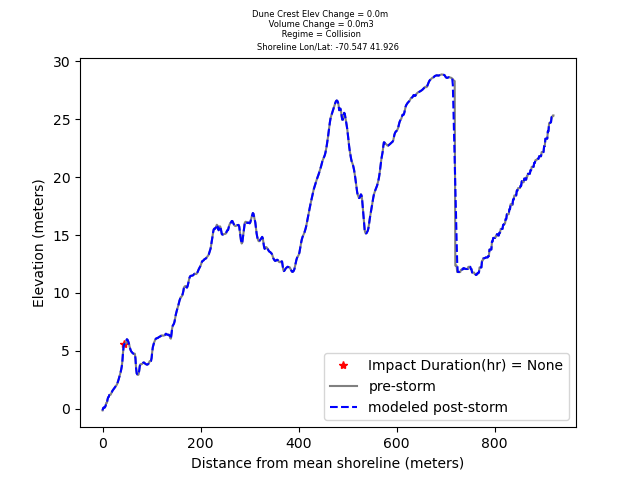 Dune Crest Elev Change = 0.0m
Volume Change = 0.0m3
Regime = Collision
Shoreline Lon/Lat: -70.547 41.926
30
25
20
15
10
5
0
Elevation (meters)
Impact Duration(hr) = None
pre-storm
modeled post-storm
0 200 400 600 800
Distance from mean shoreline (meters)